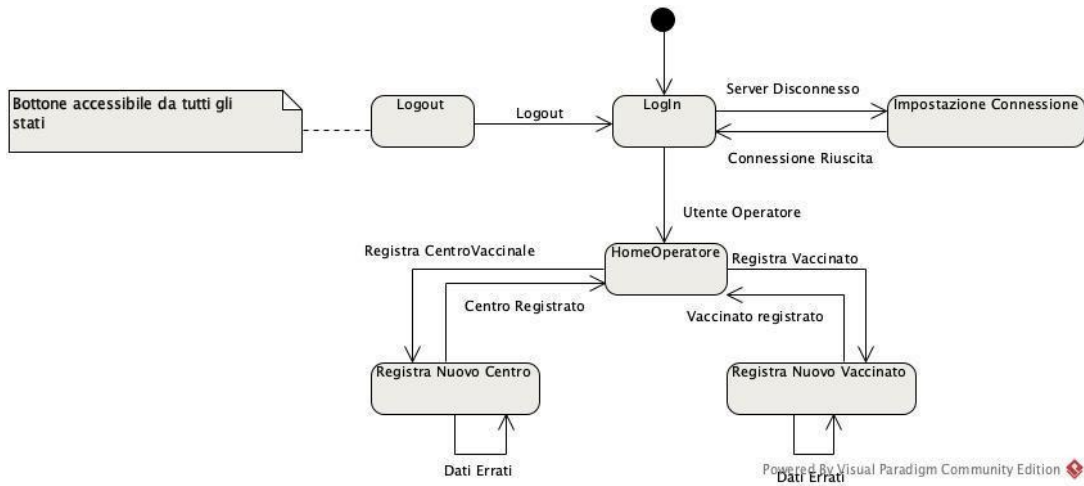 Server Disconnesso
Bottone accessibile da tutti gli
stati
Logout
Logout
LogIn
Impostazione Connessione
Connessione Riuscita
Utente Operatore
Registra CentroVaccinale
HomeOperatore
Registra Vaccinato
Centro Registrato
Vaccinato registrato
Registra Nuovo Centro
Registra Nuovo Vaccinato
Dati Errati
Powered By Visual Paradigm Community Edition
Dati Errati